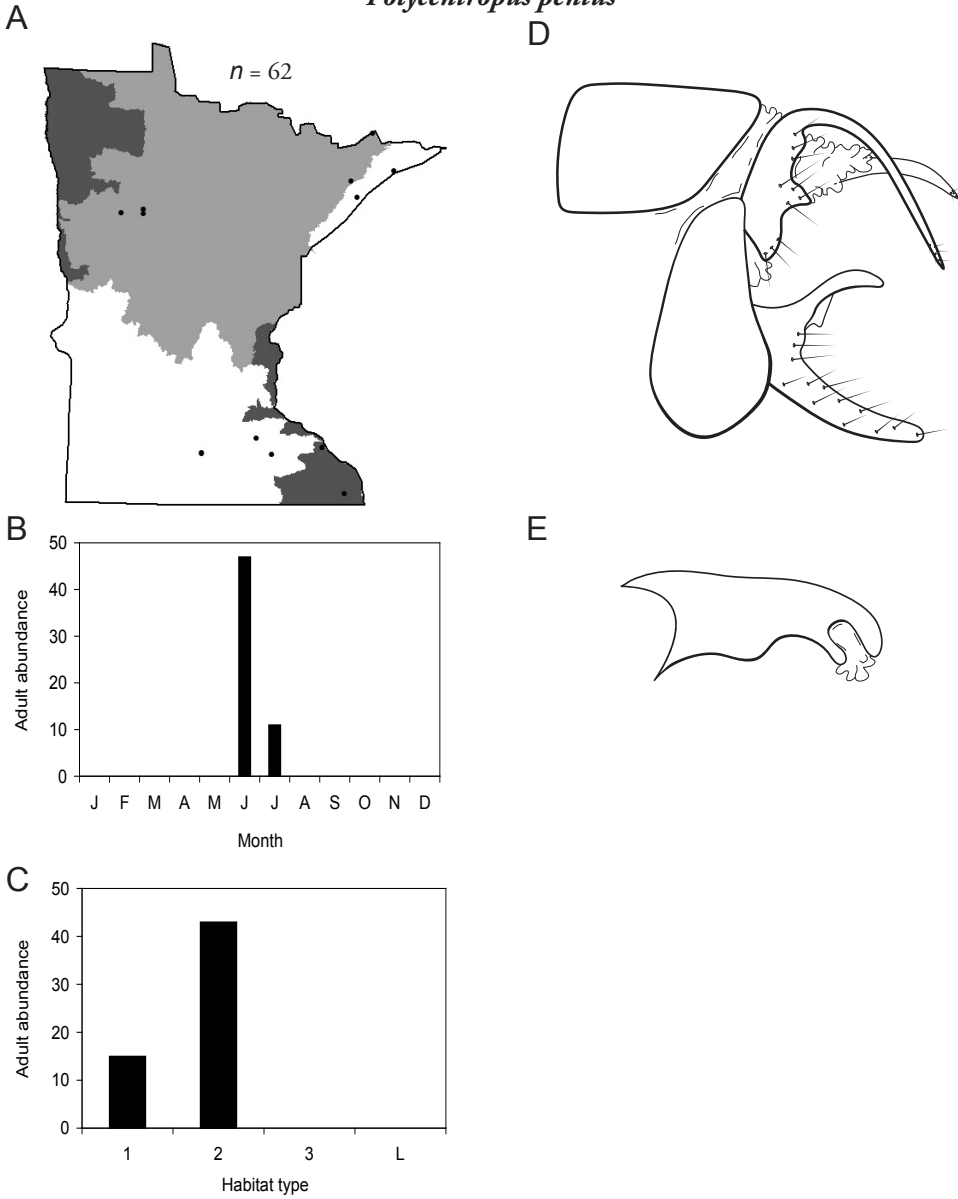 Polycentropus pentus
A
n = 62
D
B
50
40
30
20
10
0
Adult abundance
J F M A M J J A S O N D
Month
E
C
50
40
30
20
10
0
Adult abundance
1 2 3 L
Habitat type